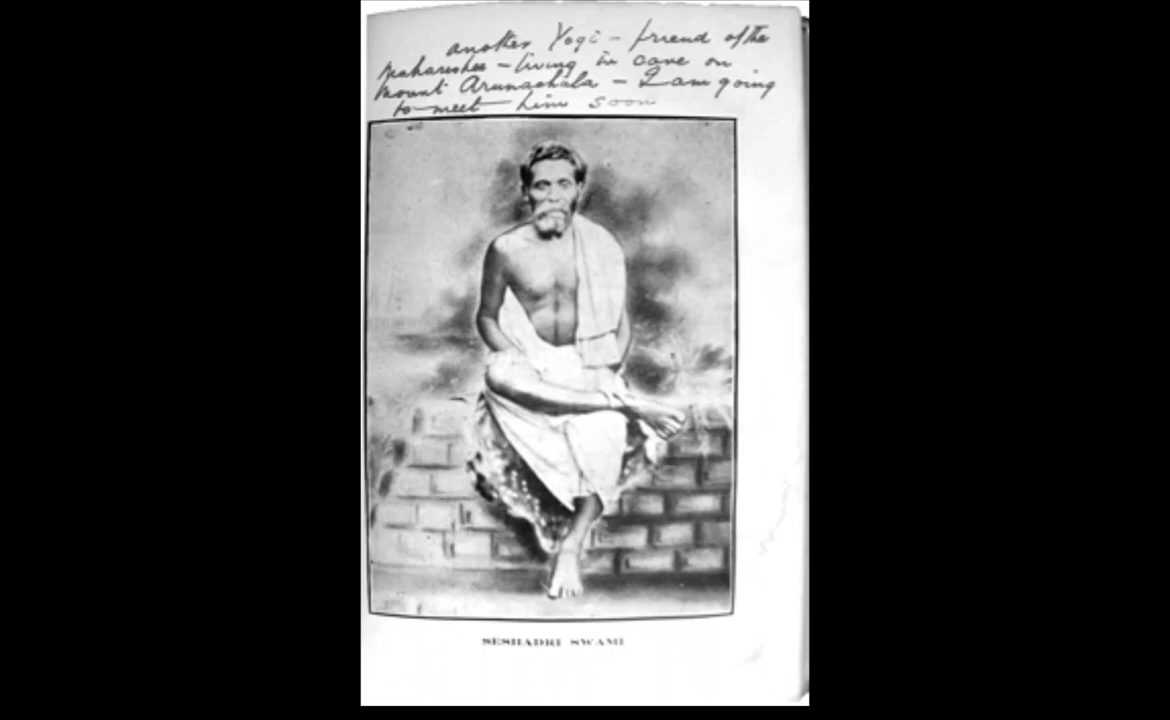 another Yogi – friend of the
Maharishee – living in cave on
Mount Arunachala – I am going
to meet him soon
SESHADRI SWAMI